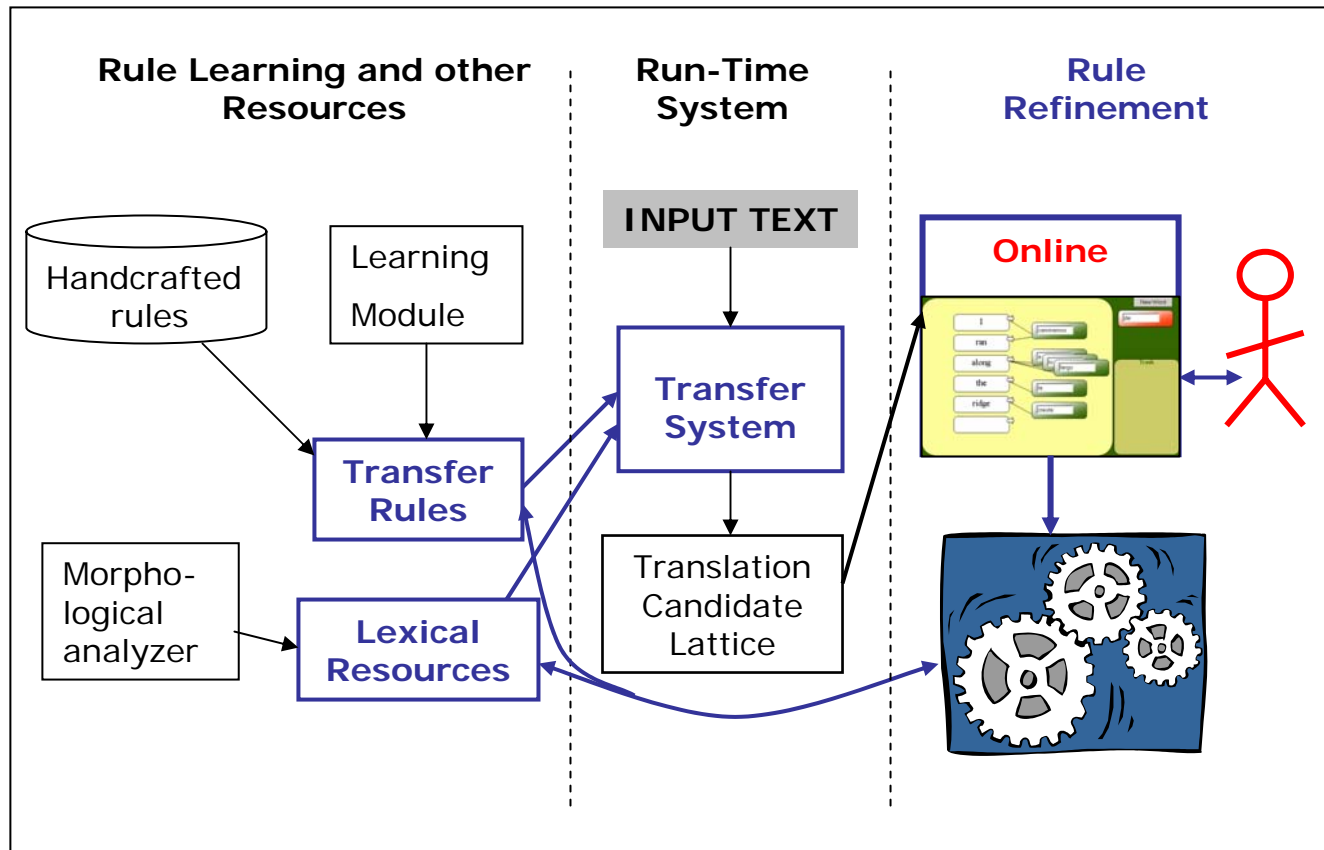 Rule Learning and other
Resources
Run-Time
System
Rule
Refinement
Handcrafted
rules
Learning
Module
INPUT TEXT
Online
Transfer
Rules
Transfer
System
I
ran
along
the
ridge
Morpho-
logical
analyzer
Lexical
Resources
Translation
Candidate
Lattice